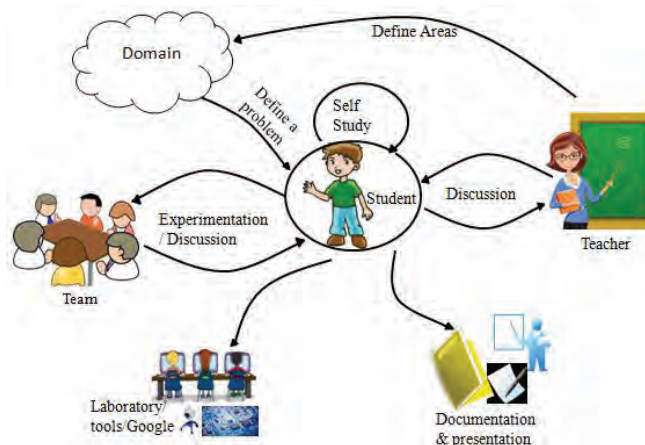 Domain
Define Areas
Define a
problem
Self
Study
Student
Discussion
Teacher
Experimentation
/ Discussion
Team
Laboratory/
tools/Google
Documentation
& presentation